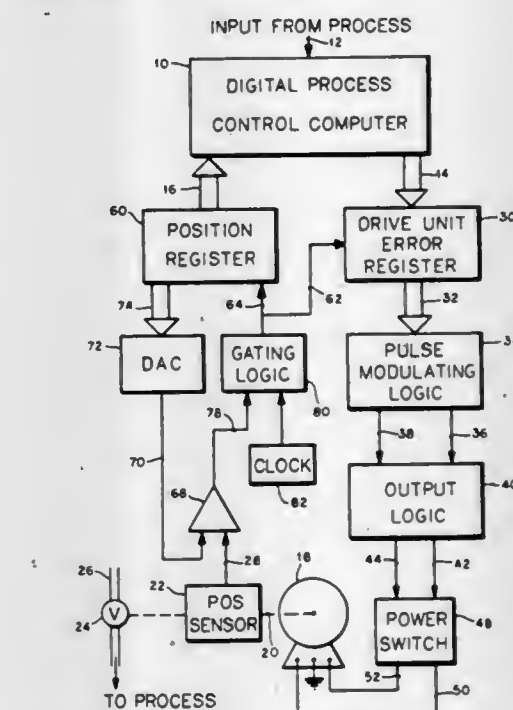 INPUT FROM PROCESS
12
10
DIGITAL PROCESS
CONTROL COMPUTER
16
14
60
POSITION
REGISTER
30
DRIVE UNIT
ERROR
REGISTER
74
64
62
32
72
DAC
GATING
LOGIC
80
PULSE
MODULATING
LOGIC
78
38
36
70
CLOCK
82
68
OUTPUT
LOGIC
40
28
18
44
42
26
22
POS
SENSOR
24
V
20
POWER
SWITCH
48
52
50
TO PROCESS